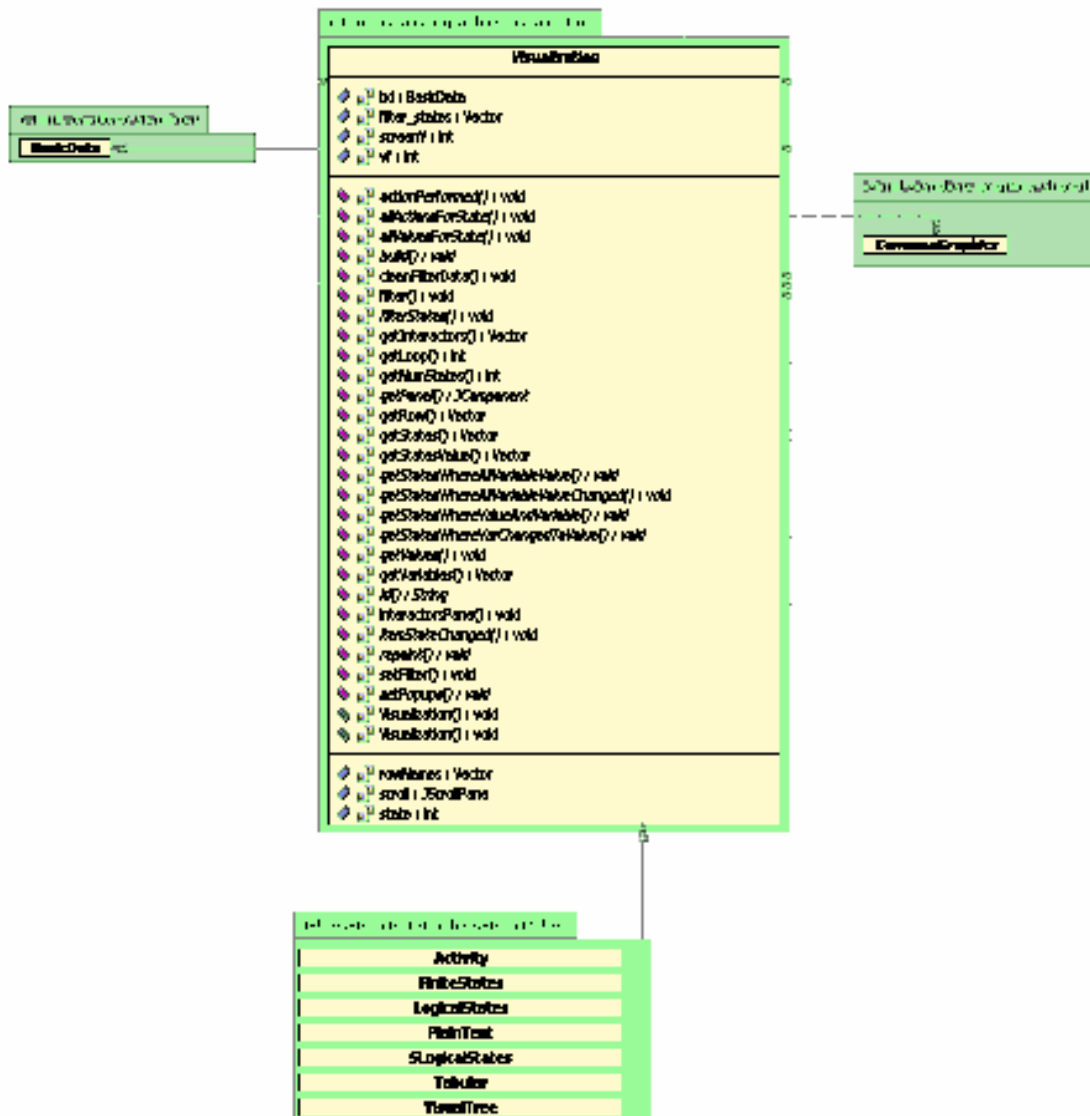 Visualization
bd : BasicData
filter_states : Vector
screenY : int
vf : int
actionPerformed() : void
allActionsForState() : void
allValuesForState() : void
build() : void
cleanFilterData() : void
filter() : void
filterStates() : void
getInteractors() : Vector
getLoop() : int
getNumStates() : int
getPanel() : JComponent
getRow() : Vector
getStates() : Vector
getStatesValue() : Vector
getStatesWhereAllVariableValue() : void
getStatesWhereAllVariableValueChanged() : void
getStatesWhereValueAndVariable() : void
getStatesWhereVarChangedToValue() : void
getValues() : void
getVariables() : Vector
id() : String
interactorsPane() : void
itemStateChanged() : void
repaint() : void
setFilter() : void
setPopups() : void
Visualization() : void
Visualization() : void
rowNames : Vector
scroll : JScrollPane
state : int
BasicData
Activity
FiniteStates
LogicalStates
PlainText
SLogicalStates
Tabular
VisualTree